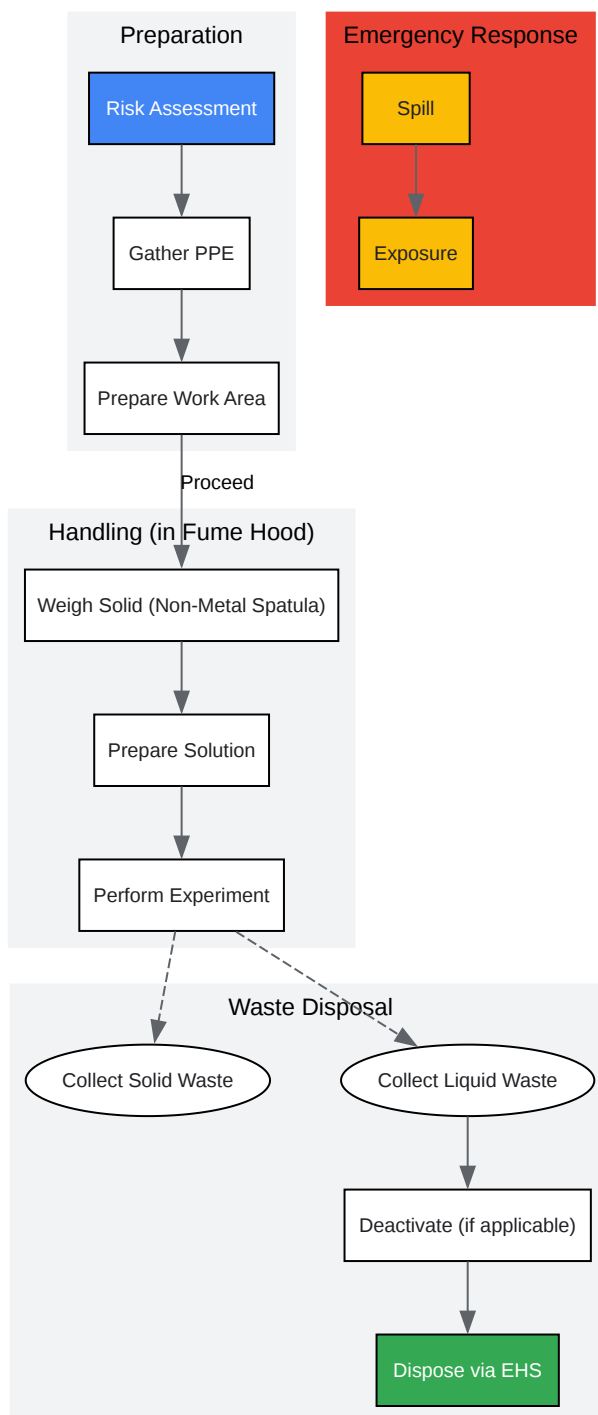 Preparation
Risk Assessment
Gather PPE
Prepare Work Area
Proceed
Emergency Response
Spill
Exposure
Handling (in Fume Hood)
Weigh Solid (Non-Metal Spatula)
Prepare Solution
Perform Experiment
Waste Disposal
Collect Solid Waste
Collect Liquid Waste
Deactivate (if applicable)
Dispose via EHS